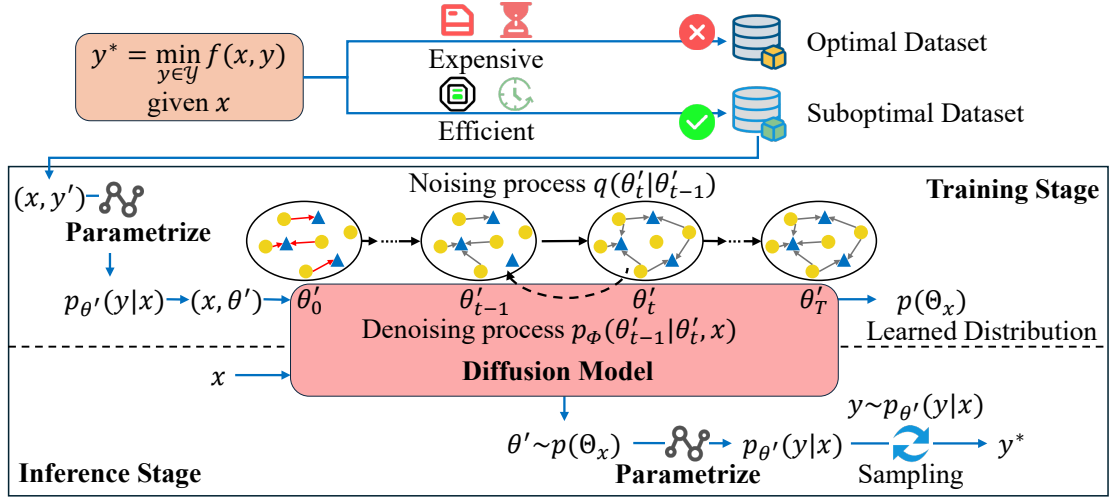 y* = min f(x, y)
y∈𝒴
given x
Expensive
Optimal Dataset
Efficient
Suboptimal Dataset
Training Stage
Noising process q(θ′ₜ|θ′ₜ₋₁)
(x, y′)
Parametrize
p_θ′(y|x)
(x, θ′)
θ′₀
θ′ₜ₋₁
θ′ₜ
θ′_T
p(Θₓ)
Learned Distribution
Denoising process p_Φ(θ′ₜ₋₁|θ′ₜ, x)
x
Diffusion Model
Inference Stage
θ′~p(Θₓ)
Parametrize
p_θ′(y|x)
y~p_θ′(y|x)
Sampling
y*